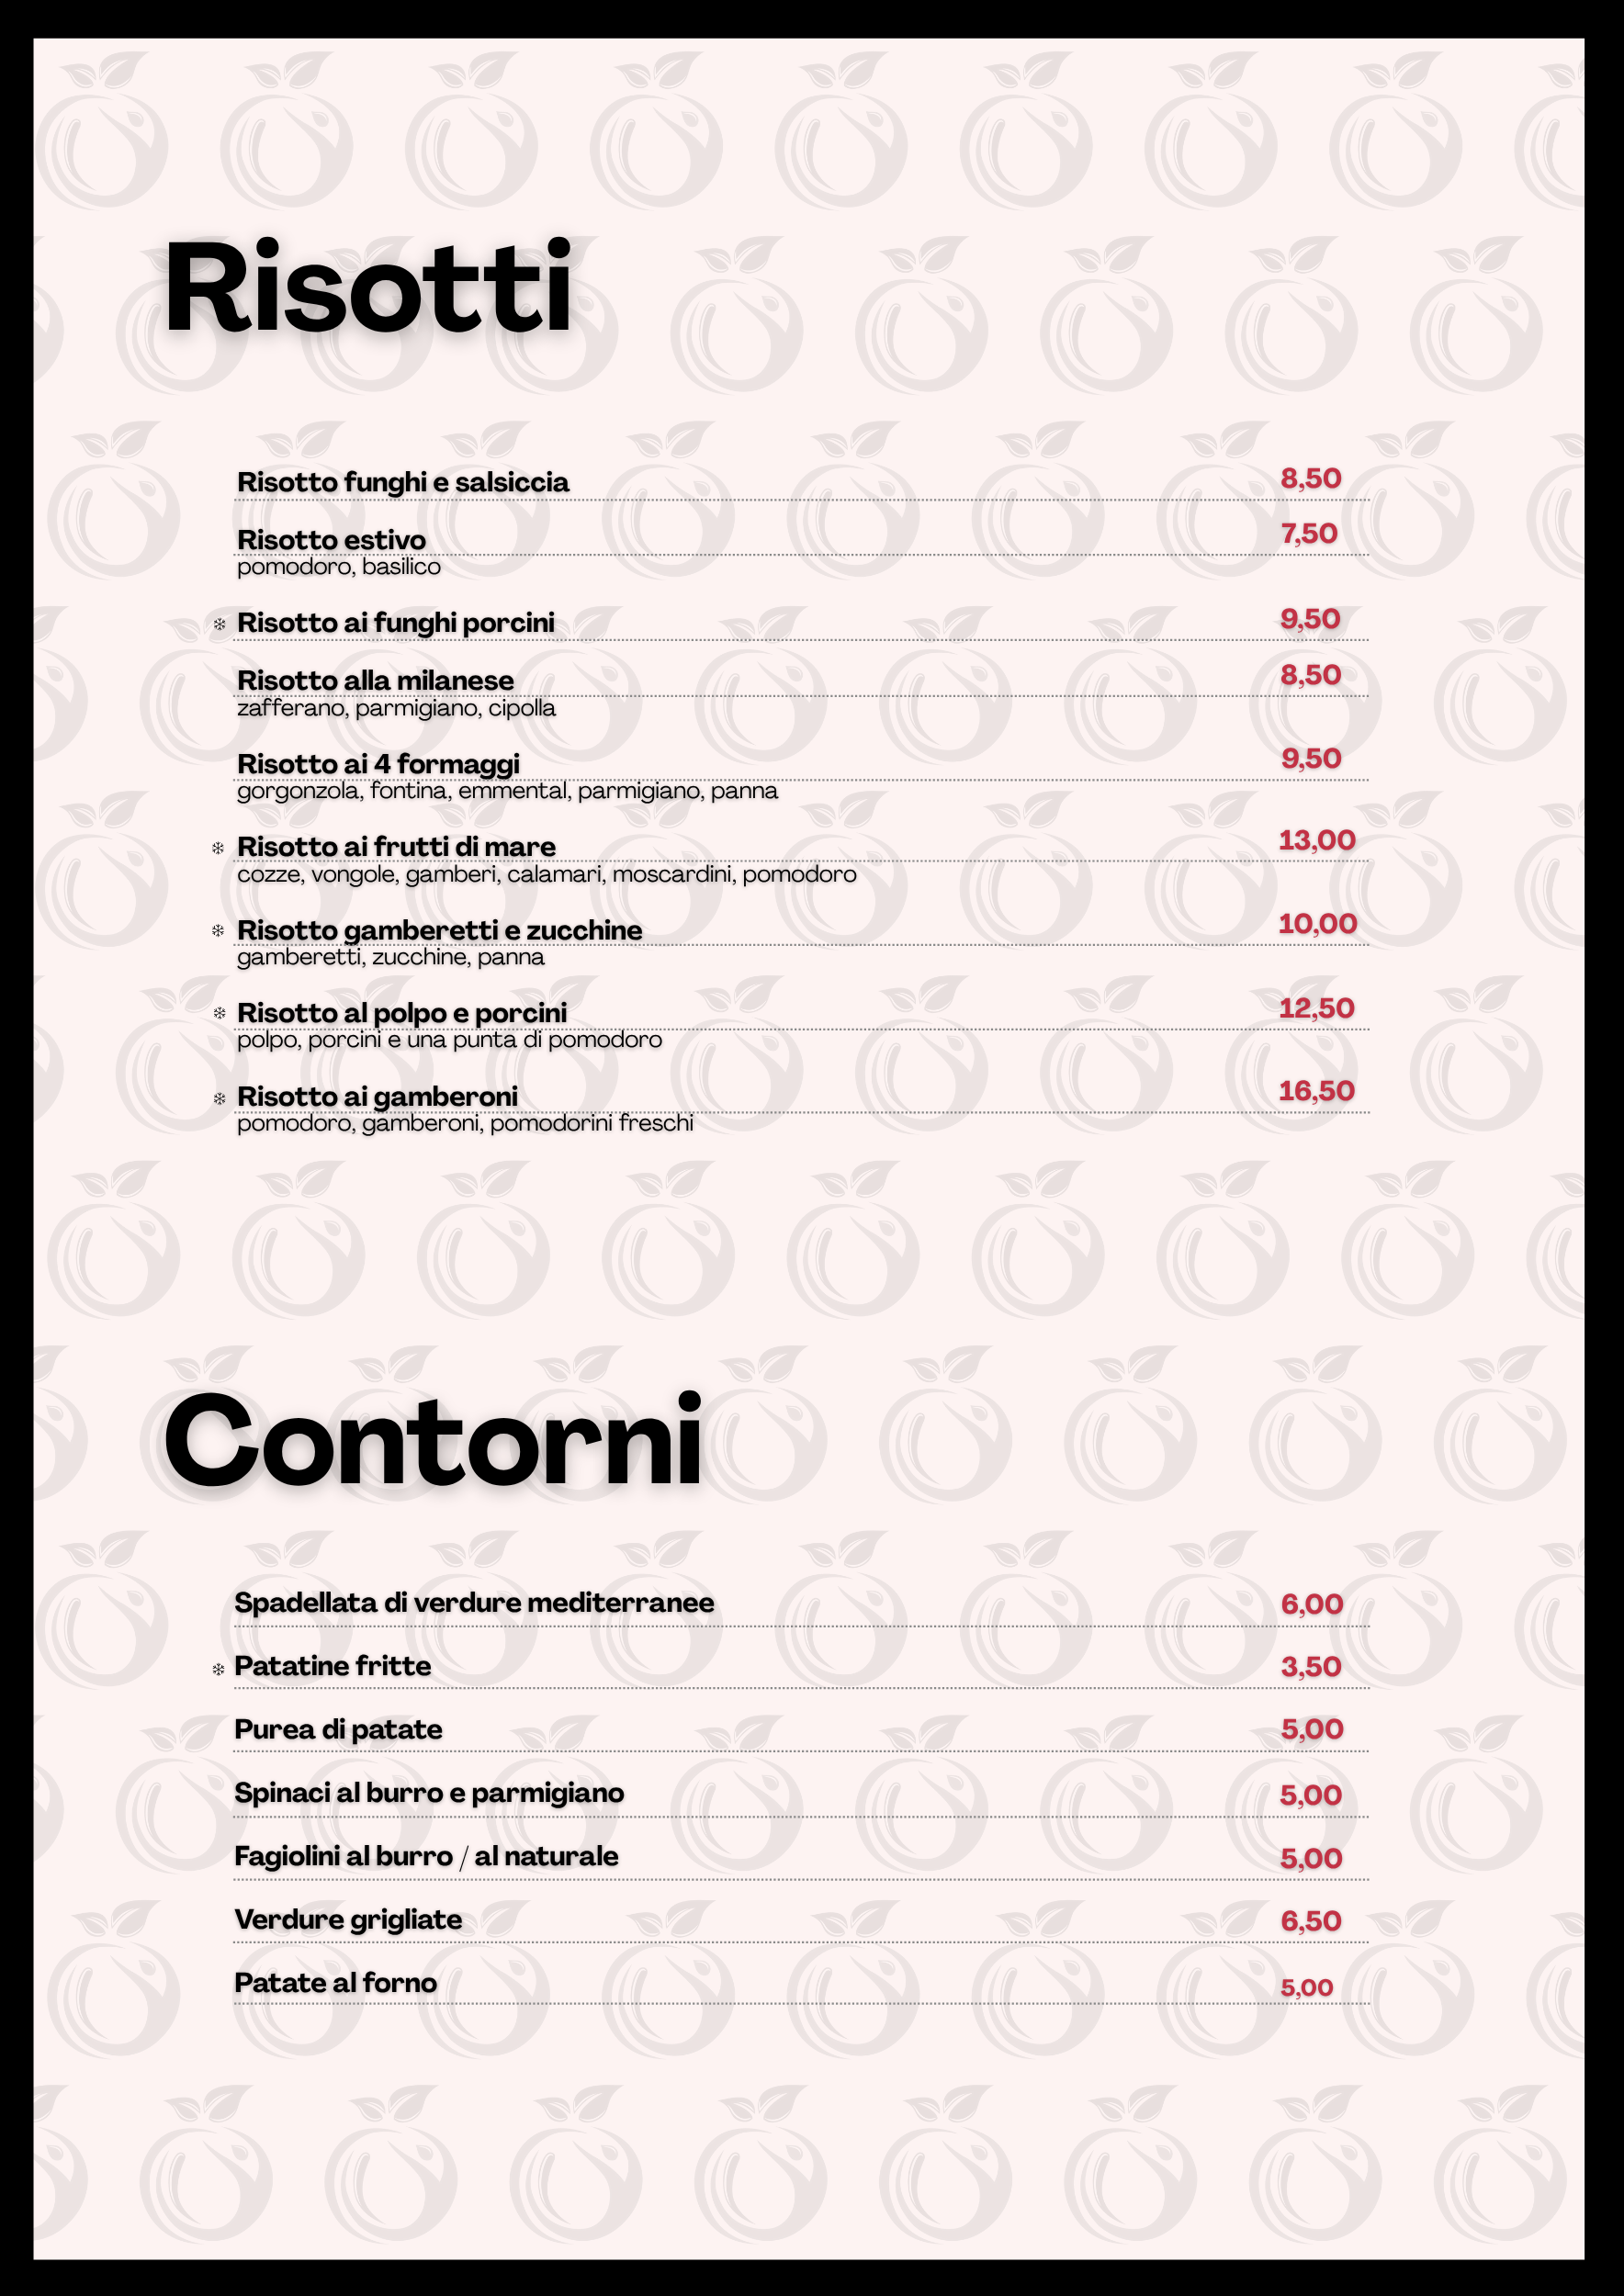 Risotti
Risotto funghi e salsiccia 8,50
Risotto estivo 7,50
pomodoro, basilico
❄ Risotto ai funghi porcini 9,50
Risotto alla milanese 8,50
zafferano, parmigiano, cipolla
Risotto ai 4 formaggi 9,50
gorgonzola, fontina, emmental, parmigiano, panna
❄ Risotto ai frutti di mare 13,00
cozze, vongole, gamberi, calamari, moscardini, pomodoro
❄ Risotto gamberetti e zucchine 10,00
gamberetti, zucchine, panna
❄ Risotto al polpo e porcini 12,50
polpo, porcini e una punta di pomodoro
❄ Risotto ai gamberoni 16,50
pomodoro, gamberoni, pomodorini freschi
Contorni
Spadellata di verdure mediterranee 6,00
❄ Patatine fritte 3,50
Purea di patate 5,00
Spinaci al burro e parmigiano 5,00
Fagiolini al burro / al naturale 5,00
Verdure grigliate 6,50
Patate al forno 5,00